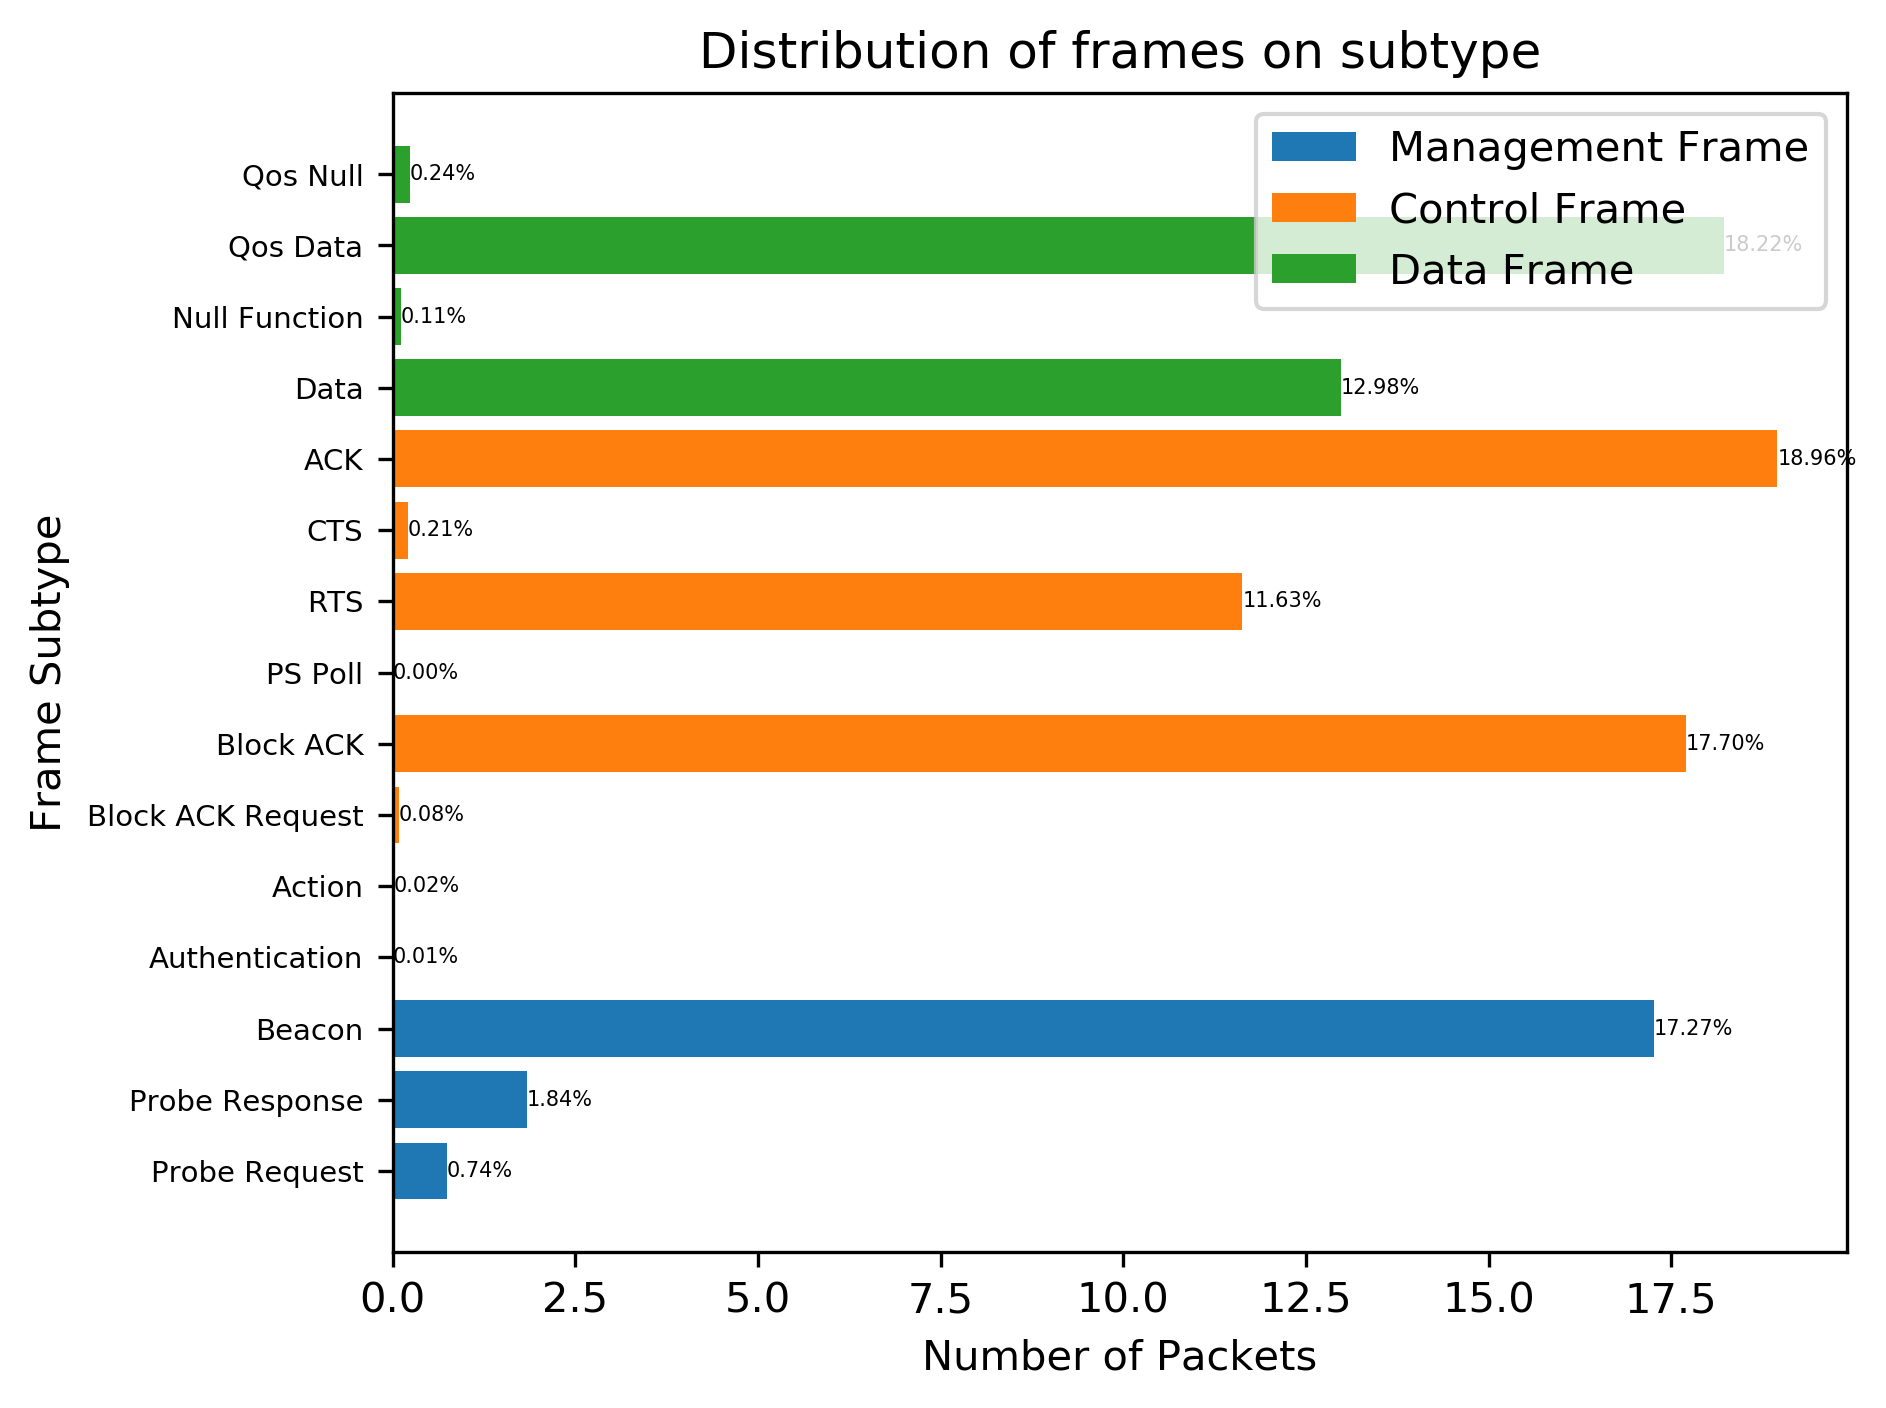 Distribution of frames on subtype
Management Frame
Control Frame
Data Frame
Frame Subtype
Qos Null 0.24%
Qos Data 18.22%
Null Function 0.11%
Data 12.98%
ACK 18.96%
CTS 0.21%
RTS 11.63%
PS Poll 0.00%
Block ACK 17.70%
Block ACK Request 0.08%
Action 0.02%
Authentication 0.01%
Beacon 17.27%
Probe Response 1.84%
Probe Request 0.74%
0.0 2.5 5.0 7.5 10.0 12.5 15.0 17.5
Number of Packets